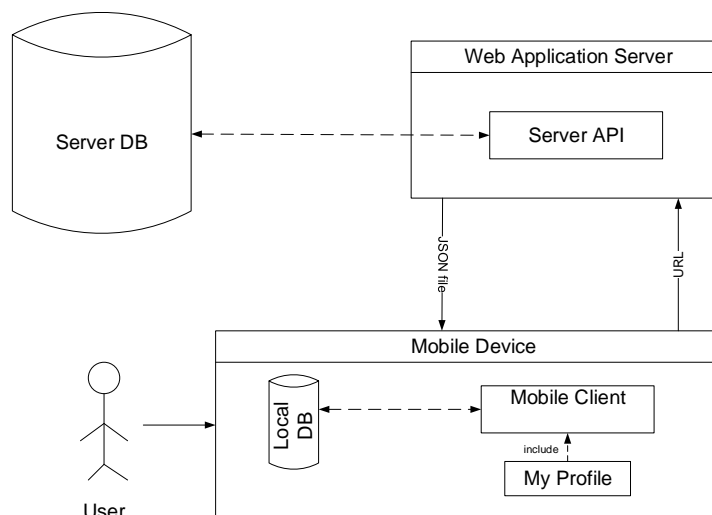 Web Application Server
Server DB
Server API
JSON file
URL
Mobile Device
Local
DB
Mobile Client
include
My Profile
User